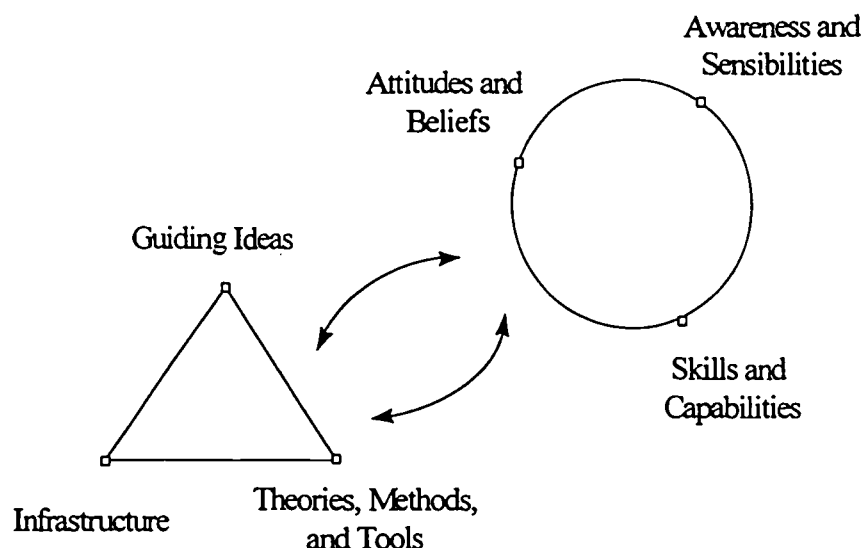 Awareness and
Sensibilities
Attitudes and
Beliefs
Guiding Ideas
Skills and
Capabilities
Theories, Methods,
and Tools
Infrastructure